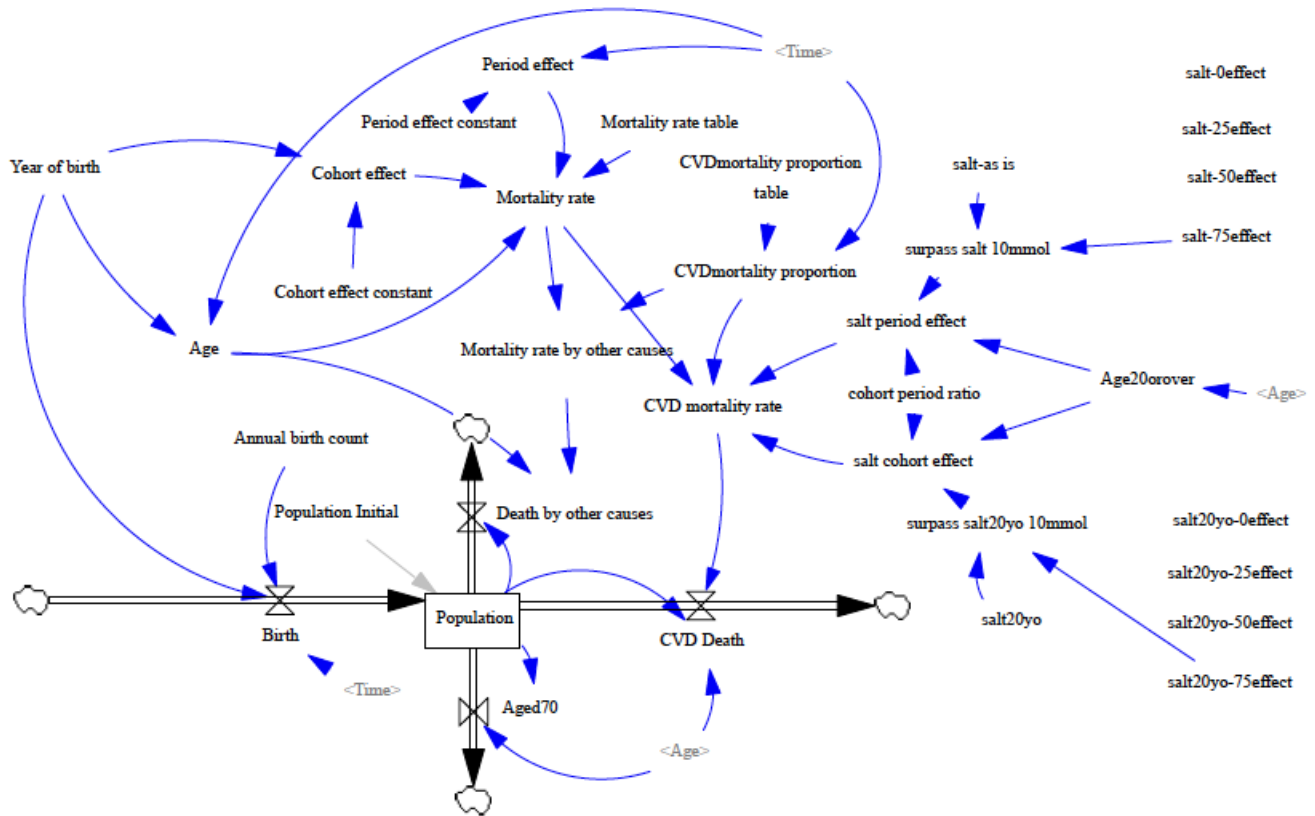 <Time>
Period effect
salt-0effect
Period effect constant
Mortality rate table
salt-25effect
Year of birth
Cohort effect
CVDmortality proportion
table
salt-as is
salt-50effect
Mortality rate
surpass salt 10mmol
salt-75effect
CVDmortality proportion
Cohort effect constant
salt period effect
Age
Mortality rate by other causes
Age20orover
<Age>
cohort period ratio
CVD mortality rate
Annual birth count
salt cohort effect
Population Initial
Death by other causes
surpass salt20yo 10mmol
salt20yo-0effect
salt20yo-25effect
Population
salt20yo
salt20yo-50effect
Birth
CVD Death
<Time>
salt20yo-75effect
Aged70
<Age>